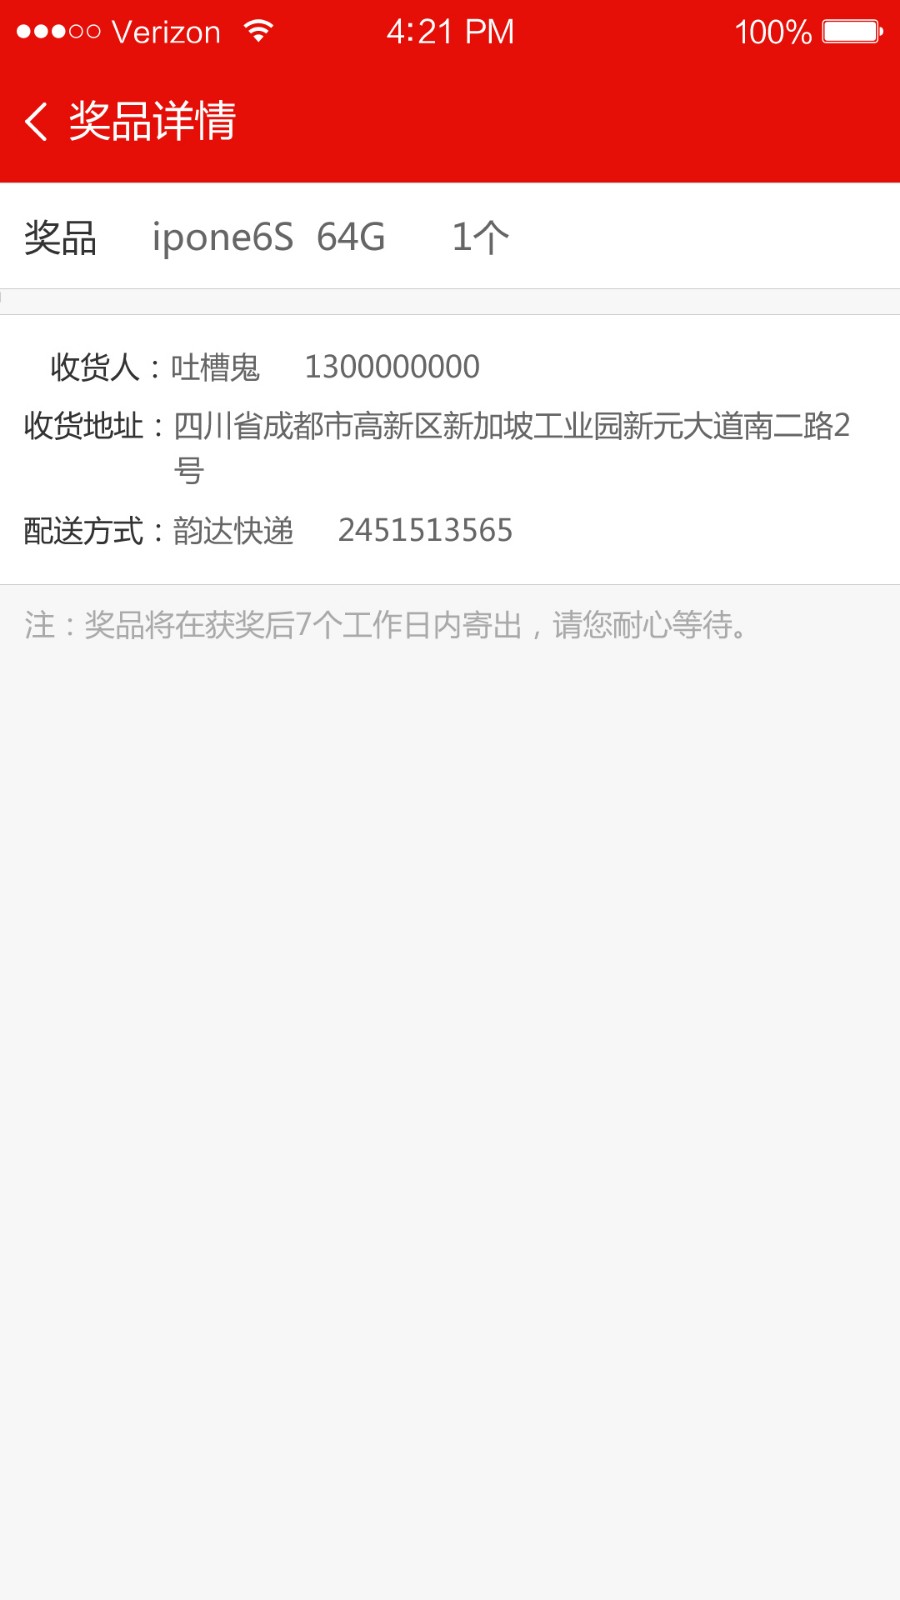 Verizon 4:21 PM 100%
奖品详情
奖品 ipone6S 64G 1个
收货人：吐槽鬼 1300000000
收货地址：四川省成都市高新区新加坡工业园新元大道南二路2
号
配送方式：韵达快递 2451513565
注：奖品将在获奖后7个工作日内寄出，请您耐心等待。